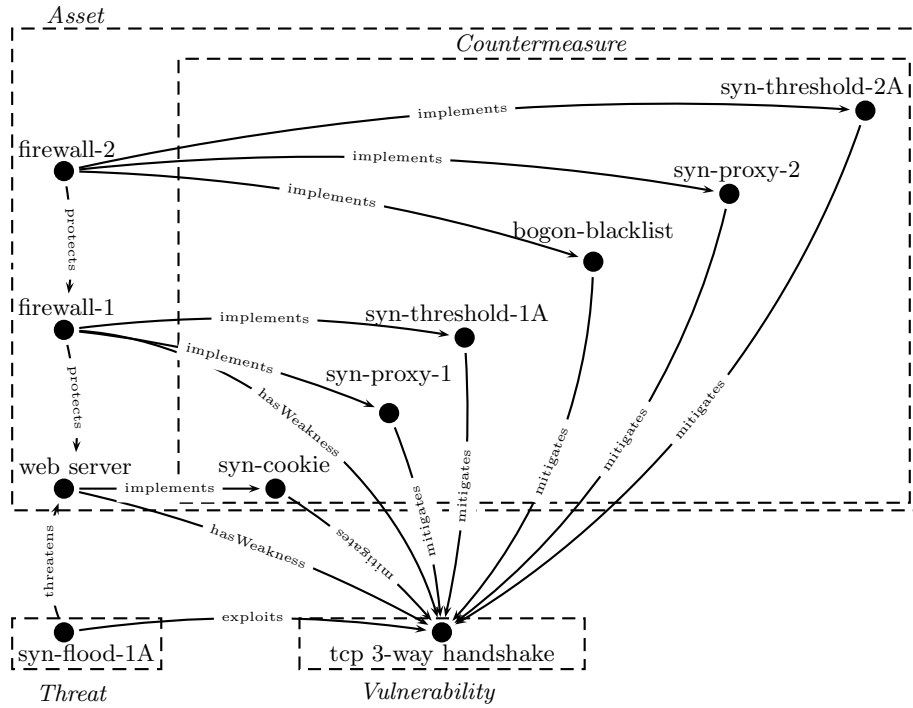 Asset
Countermeasure
syn-threshold-2A
implements
firewall-2
implements
syn-proxy-2
implements
protects
bogon-blacklist
firewall-1
implements
syn-threshold-1A
implements
syn-proxy-1
protects
hasWeakness
mitigates
mitigates
mitigates
mitigates
web server
syn-cookie
implements
mitigates
hasWeakness
mitigates
threatens
exploits
syn-flood-1A
tcp 3-way handshake
Threat
Vulnerability